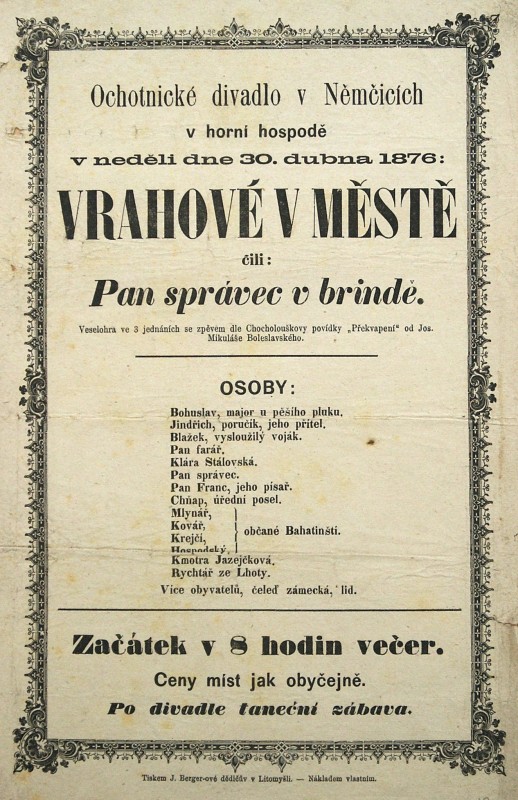 Ochotnické divadlo v Němčicích
v horní hospodě
v neděli dne 30. dubna 1876:
VRAHOVÉ V MĚSTĚ
čili:
Pan správec v brindě.
Veselohra ve 3 jednáních se zpěvem dle Chocholouškovy povídky „Překvapení" od Jos.
Mikuláše Boleslavského.
OSOBY:
Bohuslav, major u pěšího pluku.
Jindřich, poručík, jeho přítel.
Blažek, vysloužilý voják.
Pan farář.
Klára Stálovská.
Pan správec.
Pan Franc, jeho písař.
Chňap, úřední posel.
Mlynář,
Kovář,
občané Bahatinští.
Krejčí,
Hospodský,
Kmotra Jazejčková.
Rychtář ze Lhoty.
Více obyvatelů, čeleď zámecká, lid.
Začátek v 8 hodin večer.
Ceny míst jak obyčejně.
Po divadle taneční zábava.
Tiskem J. Berger-ové dědičův v Litomyšli. — Nákladem vlastním.